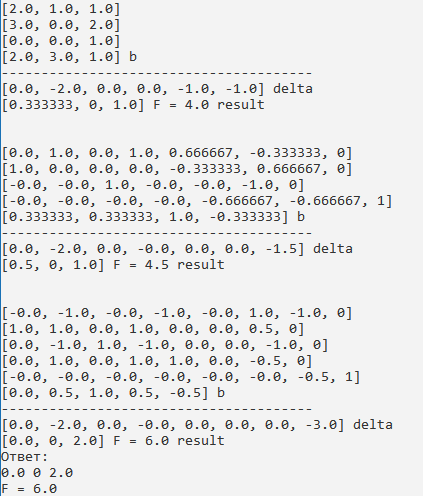 [2.0, 1.0, 1.0]
[3.0, 0.0, 2.0]
[0.0, 0.0, 1.0]
[2.0, 3.0, 1.0] b
---------------------------------------
[0.0, -2.0, 0.0, 0.0, -1.0, -1.0] delta
[0.333333, 0, 1.0] F = 4.0 result
[0.0, 1.0, 0.0, 1.0, 0.666667, -0.333333, 0]
[1.0, 0.0, 0.0, 0.0, -0.333333, 0.666667, 0]
[-0.0, -0.0, 1.0, -0.0, -0.0, -1.0, 0]
[-0.0, -0.0, -0.0, -0.0, -0.666667, -0.666667, 1]
[0.333333, 0.333333, 1.0, -0.333333] b
---------------------------------------
[0.0, -2.0, 0.0, -0.0, 0.0, 0.0, -1.5] delta
[0.5, 0, 1.0] F = 4.5 result
[-0.0, -1.0, -0.0, -1.0, -0.0, 1.0, -1.0, 0]
[1.0, 1.0, 0.0, 1.0, 0.0, 0.0, 0.5, 0]
[0.0, -1.0, 1.0, -1.0, 0.0, 0.0, -1.0, 0]
[0.0, 1.0, 0.0, 1.0, 1.0, 0.0, -0.5, 0]
[-0.0, -0.0, -0.0, -0.0, -0.0, -0.0, -0.5, 1]
[0.0, 0.5, 1.0, 0.5, -0.5] b
---------------------------------------
[0.0, -2.0, 0.0, -0.0, 0.0, 0.0, 0.0, -3.0] delta
[0.0, 0, 2.0] F = 6.0 result
Ответ:
0.0 0 2.0
F = 6.0